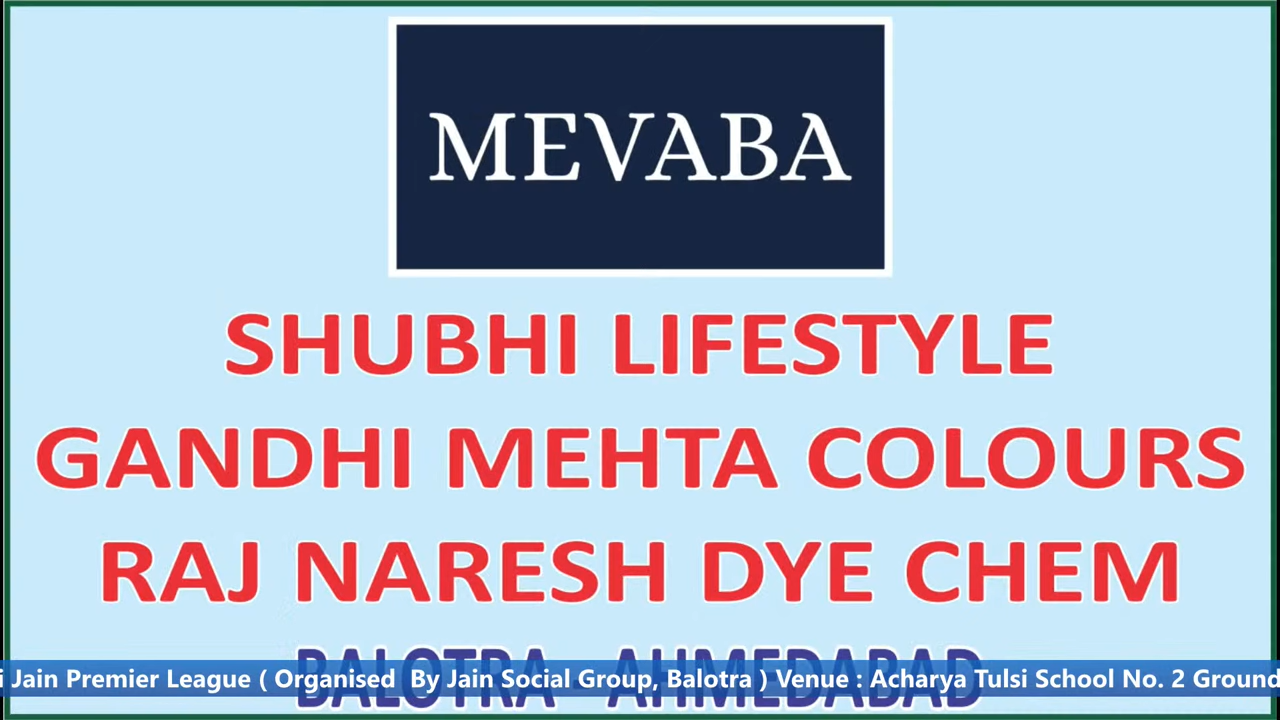 MEVABA
SHUBHI LIFESTYLE
GANDHI MEHTA COLOURS
RAJ NARESH DYE CHEM
BALOTRA - AHMEDABAD
i Jain Premier League ( Organised By Jain Social Group, Balotra ) Venue : Acharya Tulsi School No. 2 Ground